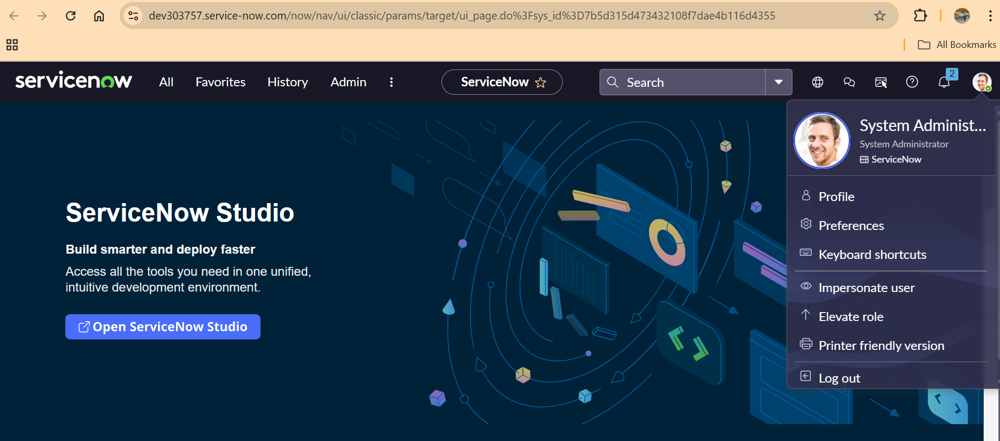 dev303757.service-now.com/now/nav/ui/classic/params/target/ui_page.do%3Fsys_id%3D7b5d315d473432108f7dae4b116d4355
All Bookmarks
servicenow All Favorites History Admin ServiceNow Search 2
System Administ...
System Administrator
ServiceNow
Profile
Preferences
Keyboard shortcuts
Impersonate user
Elevate role
Printer friendly version
Log out
ServiceNow Studio
Build smarter and deploy faster
Access all the tools you need in one unified,
intuitive development environment.
Open ServiceNow Studio